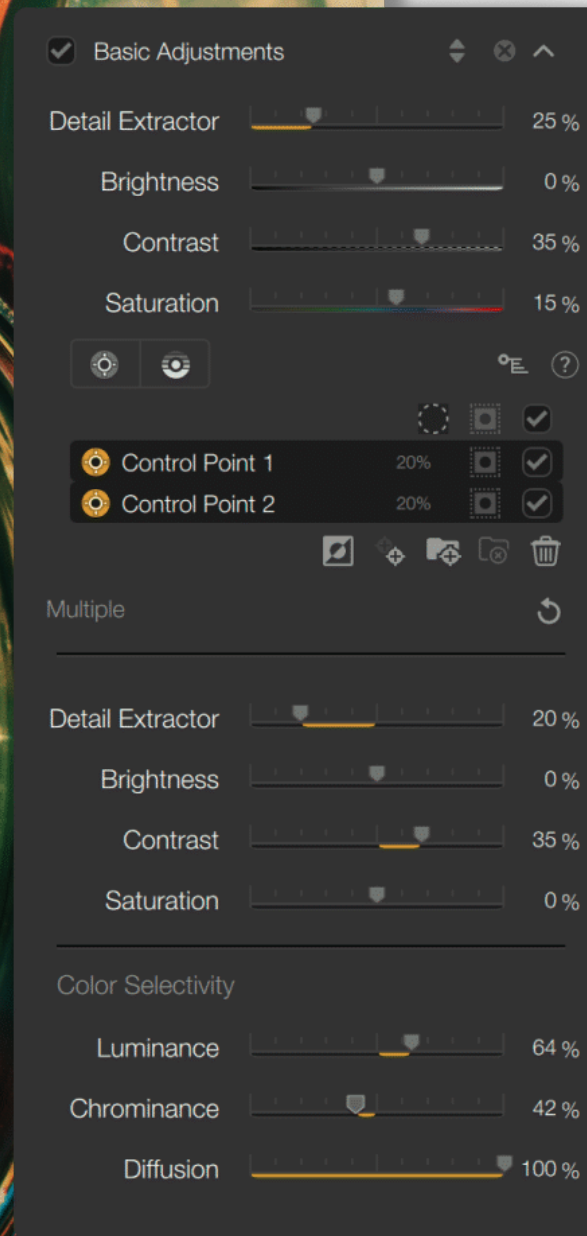 Basic Adjustments
Detail Extractor 25 %
Brightness 0 %
Contrast 35 %
Saturation 15 %
?
Control Point 1 20%
Control Point 2 20%
Multiple
Detail Extractor 20 %
Brightness 0 %
Contrast 35 %
Saturation 0 %
Color Selectivity
Luminance 64 %
Chrominance 42 %
Diffusion 100 %